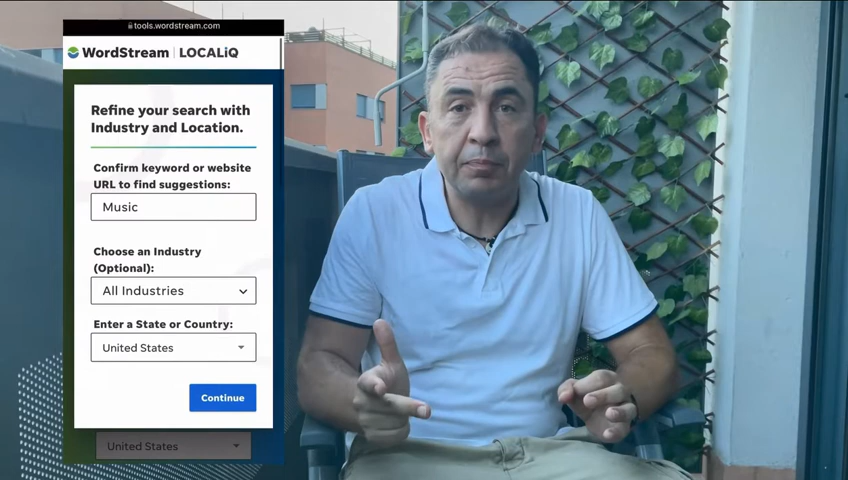 tools.wordstream.com
WordStream | LOCALiQ
Refine your search with
Industry and Location.
Confirm keyword or website
URL to find suggestions:
Music
Choose an Industry
(Optional):
All Industries
Enter a State or Country:
United States
Continue
United States